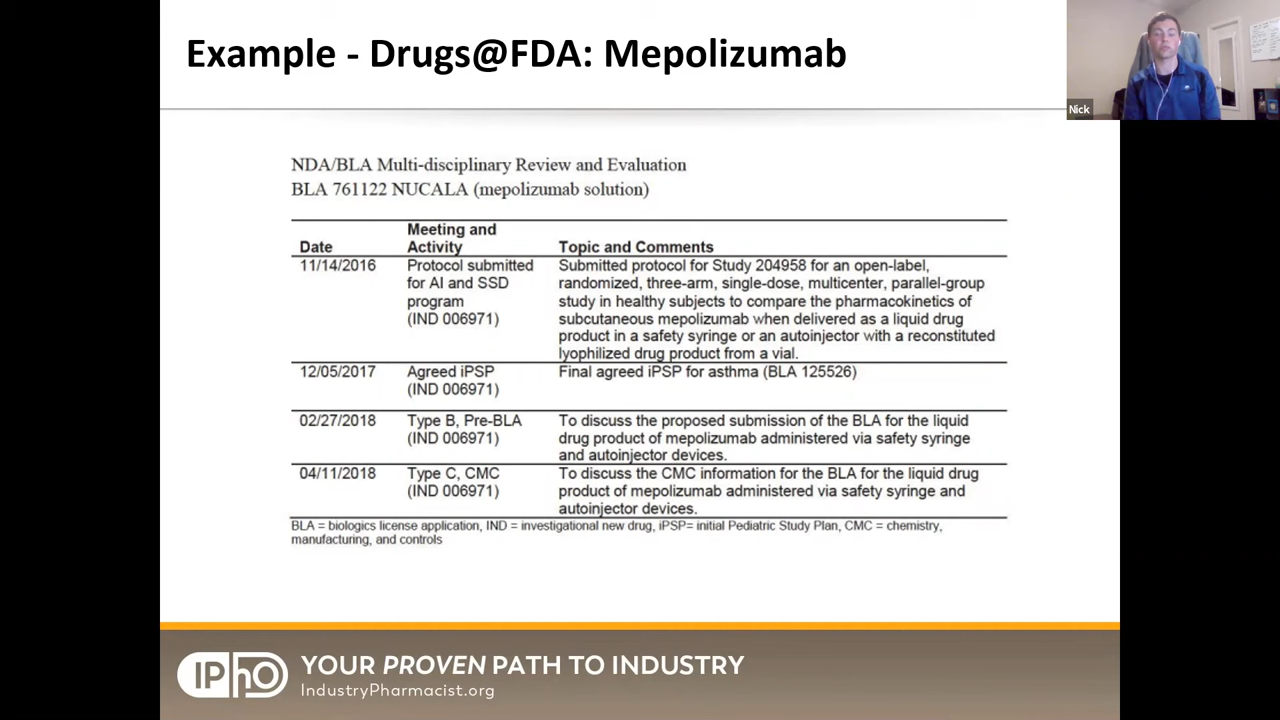 Example - Drugs@FDA: Mepolizumab
Nick
NDA/BLA Multi-disciplinary Review and Evaluation
BLA 761122 NUCALA (mepolizumab solution)
Date
Meeting and
Activity
Topic and Comments
11/14/2016
Protocol submitted
for AI and SSD
program
(IND 006971)
Submitted protocol for Study 204958 for an open-label,
randomized, three-arm, single-dose, multicenter, parallel-group
study in healthy subjects to compare the pharmacokinetics of
subcutaneous mepolizumab when delivered as a liquid drug
product in a safety syringe or an autoinjector with a reconstituted
lyophilized drug product from a vial.
12/05/2017
Agreed iPSP
(IND 006971)
Final agreed iPSP for asthma (BLA 125526)
02/27/2018
Type B, Pre-BLA
(IND 006971)
To discuss the proposed submission of the BLA for the liquid
drug product of mepolizumab administered via safety syringe
and autoinjector devices.
04/11/2018
Type C, CMC
(IND 006971)
To discuss the CMC information for the BLA for the liquid drug
product of mepolizumab administered via safety syringe and
autoinjector devices.
BLA = biologics license application, IND = investigational new drug, iPSP= initial Pediatric Study Plan, CMC = chemistry,
manufacturing, and controls
IPhO
YOUR PROVEN PATH TO INDUSTRY
IndustryPharmacist.org